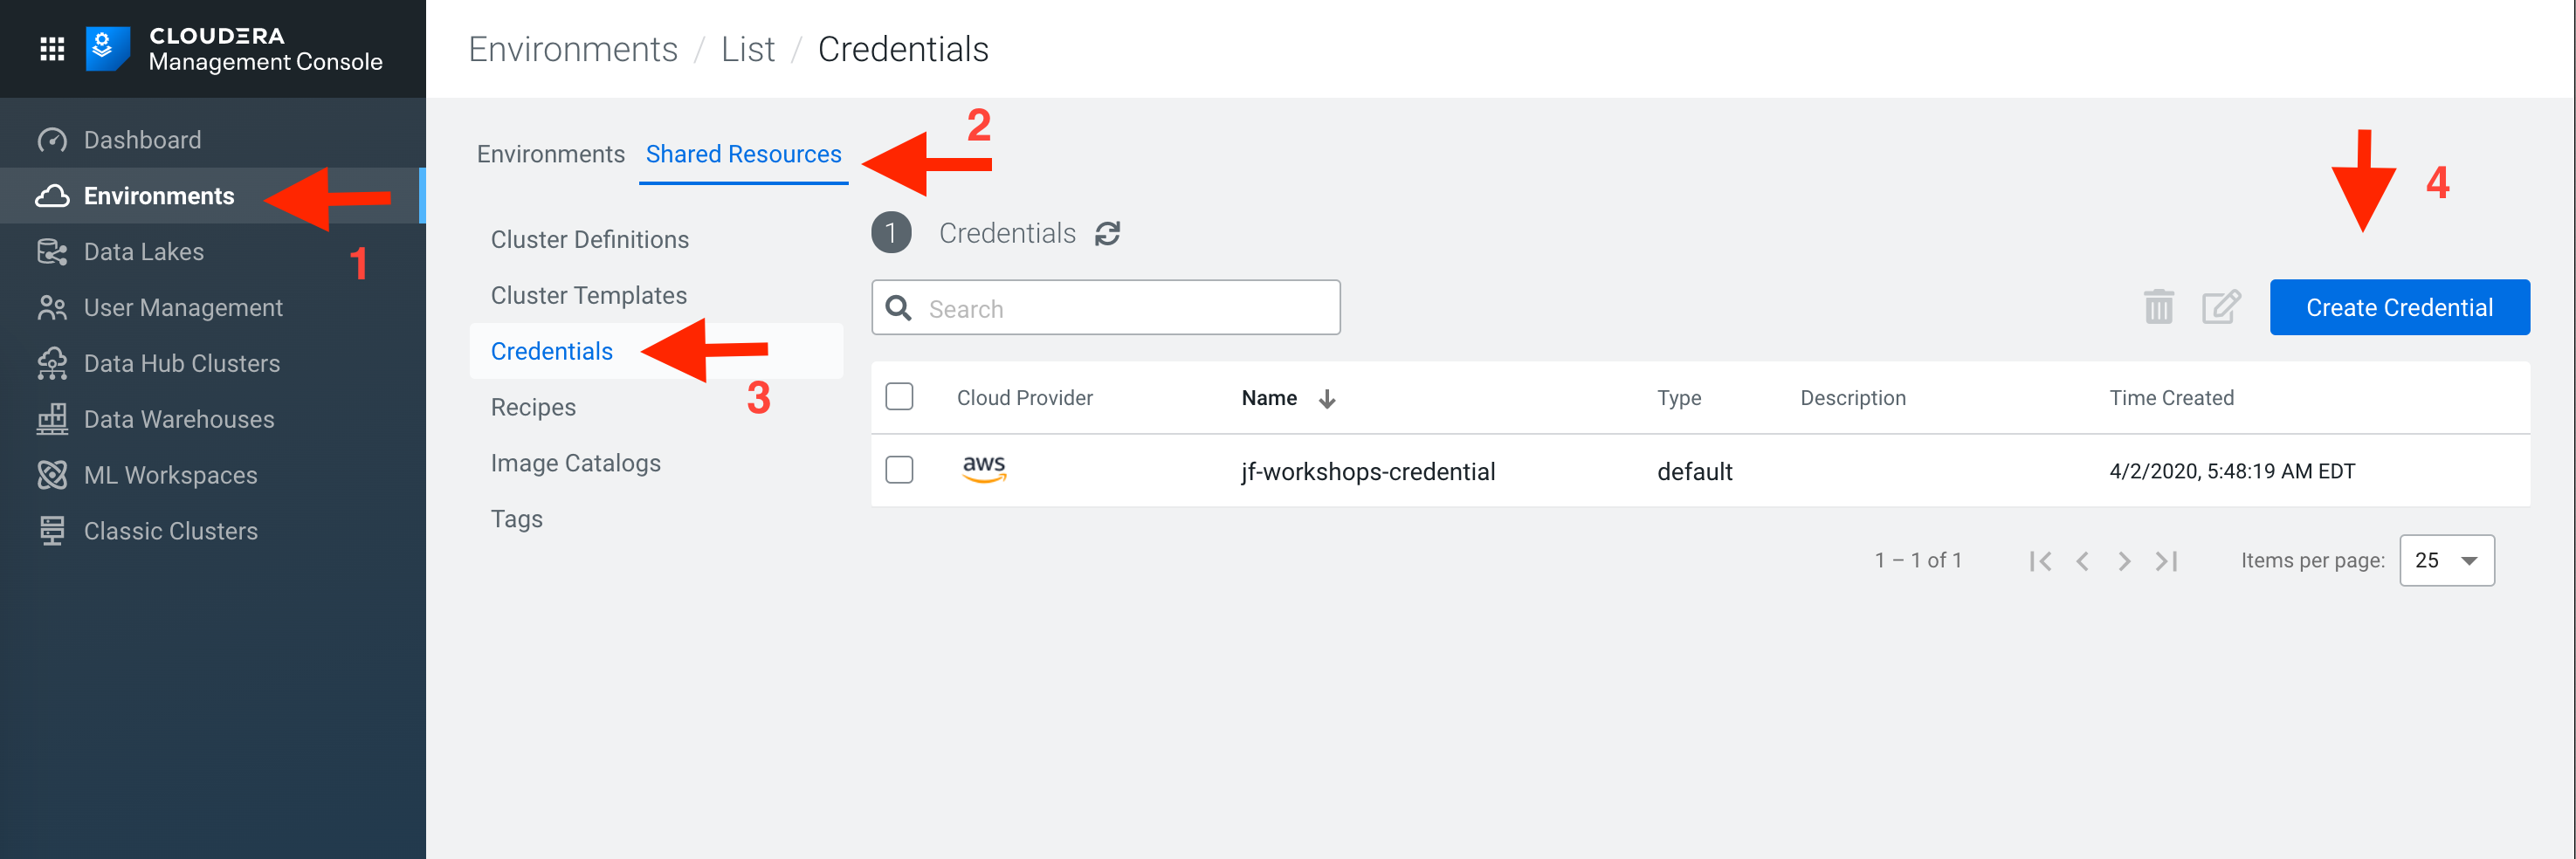 CLOUDERA
Management Console
Environments / List / Credentials
Dashboard
Environments
Data Lakes
User Management
Data Hub Clusters
Data Warehouses
ML Workspaces
Classic Clusters
1
Environments Shared Resources
2
Cluster Definitions
Cluster Templates
Credentials
Recipes
Image Catalogs
Tags
3
1 Credentials
4
Search
Create Credential
Cloud Provider Name Type Description Time Created
aws jf-workshops-credential default 4/2/2020, 5:48:19 AM EDT
1 – 1 of 1 Items per page: 25